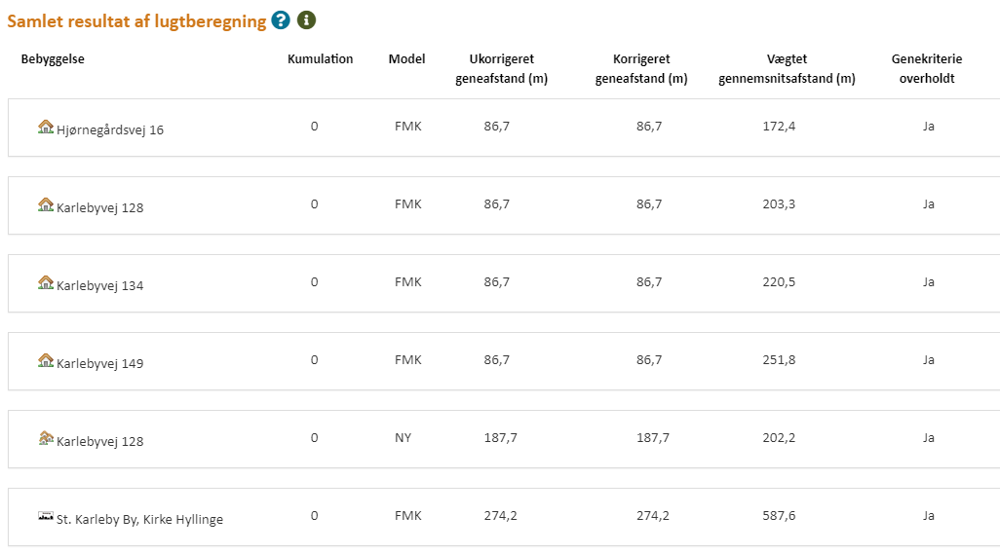 Samlet resultat af lugtberegning ? i
Bebyggelse Kumulation Model Ukorrigeret geneafstand (m) Korrigeret geneafstand (m) Vægtet gennemsnitsafstand (m) Genekriterie overholdt
Hjørnegårdsvej 16 0 FMK 86,7 86,7 172,4 Ja
Karlebyvej 128 0 FMK 86,7 86,7 203,3 Ja
Karlebyvej 134 0 FMK 86,7 86,7 220,5 Ja
Karlebyvej 149 0 FMK 86,7 86,7 251,8 Ja
Karlebyvej 128 0 NY 187,7 187,7 202,2 Ja
St. Karleby By, Kirke Hyllinge 0 FMK 274,2 274,2 587,6 Ja